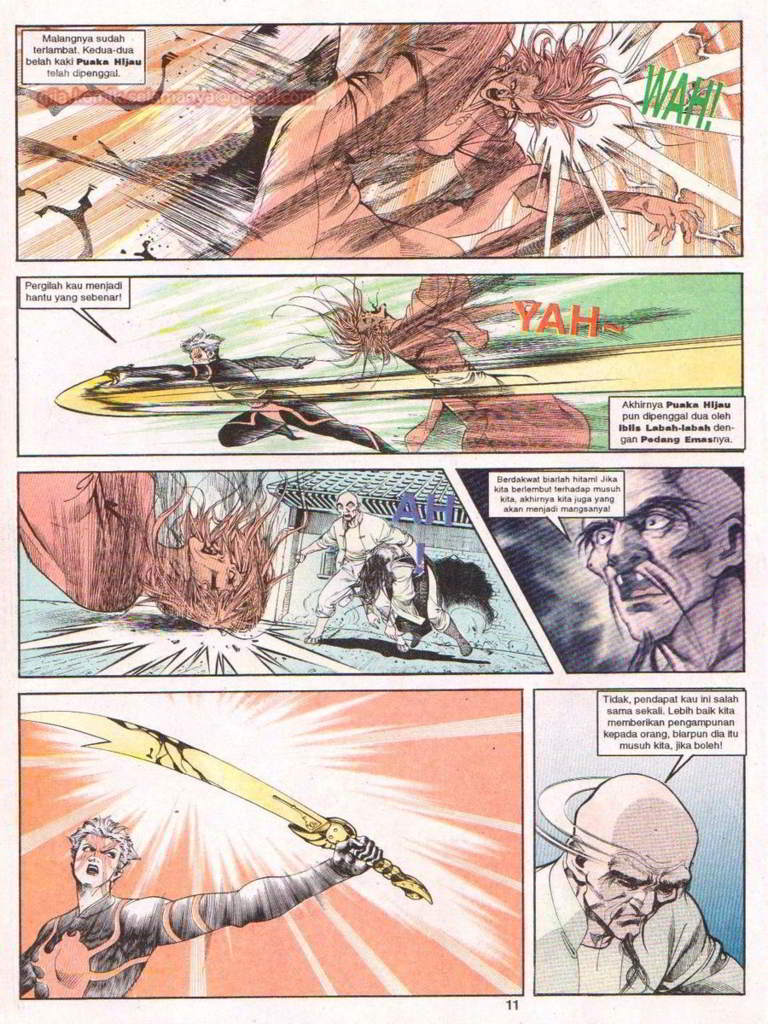 Malangnya sudah
terlambat. Kedua-dua
belah kaki Puaka Hijau
telah dipenggal.
WAH!
Pergilah kau menjadi
hantu yang sebenar!
YAH~
Akhirnya Puaka Hijau
pun dipenggal dua oleh
Iblis Labah-labah de-
ngan Pedang Emasnya.
AH
!
Berdakwat biarlah hitam! Jika
kita berlembut terhadap musuh
kita, akhirnya kita juga yang
akan menjadi mangsanya!
Tidak, pendapat kau ini salah
sama sekali. Lebih baik kita
memberikan pengampunan
kepada orang, biarpun dia itu
musuh kita, jika boleh!
11